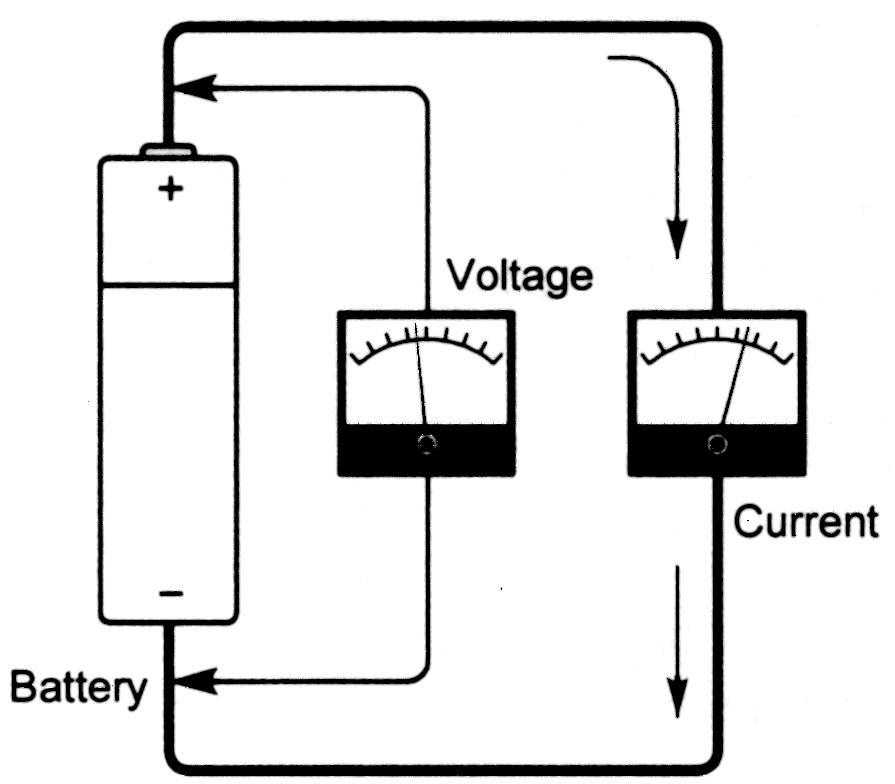 +
Voltage
Current
−
Battery